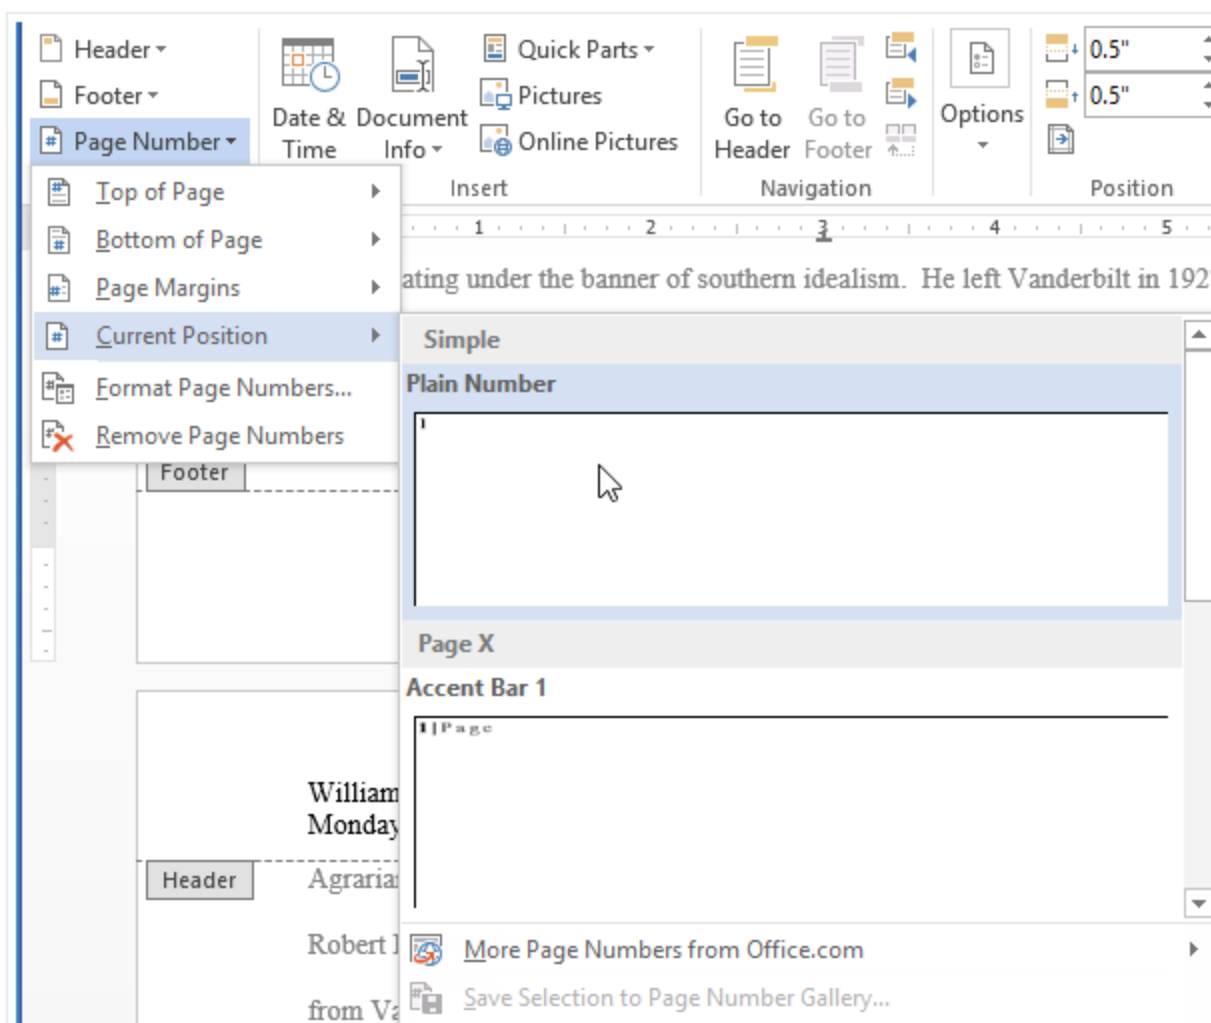 Header
Footer
Page Number
Date & Time
Document Info
Quick Parts
Pictures
Online Pictures
Insert
Go to Header
Go to Footer
Navigation
Options
0.5"
0.5"
Position
Top of Page
Bottom of Page
Page Margins
Current Position
Format Page Numbers...
Remove Page Numbers
1 2 3 4 5
ating under the banner of southern idealism. He left Vanderbilt in 192
Simple
Plain Number
1
Page X
Accent Bar 1
1|Page
More Page Numbers from Office.com
Save Selection to Page Number Gallery...
Footer
William
Monday
Header
Agraria
Robert
from Va